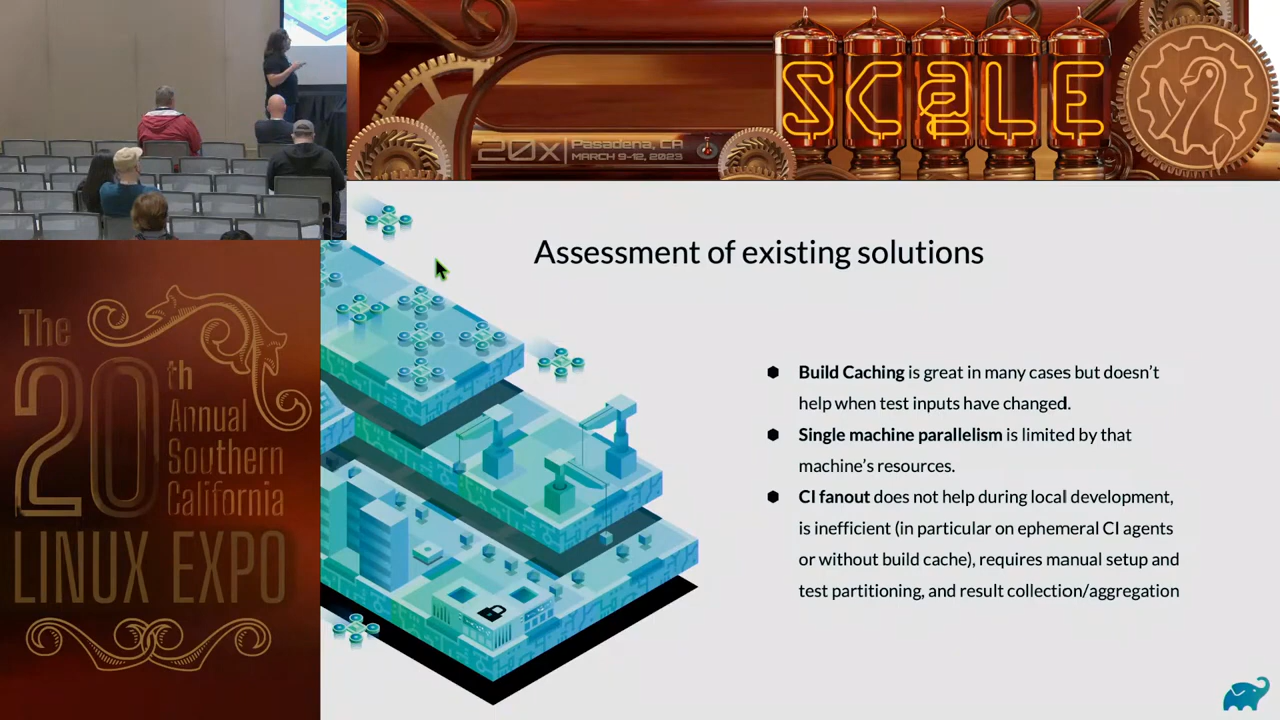 SCaLE
20x
Pasadena, CA
MARCH 9-12, 2023
The
20th
Annual
Southern
California
LINUX EXPO
Assessment of existing solutions
Build Caching is great in many cases but doesn't
help when test inputs have changed.
Single machine parallelism is limited by that
machine's resources.
CI fanout does not help during local development,
is inefficient (in particular on ephemeral CI agents
or without build cache), requires manual setup and
test partitioning, and result collection/aggregation